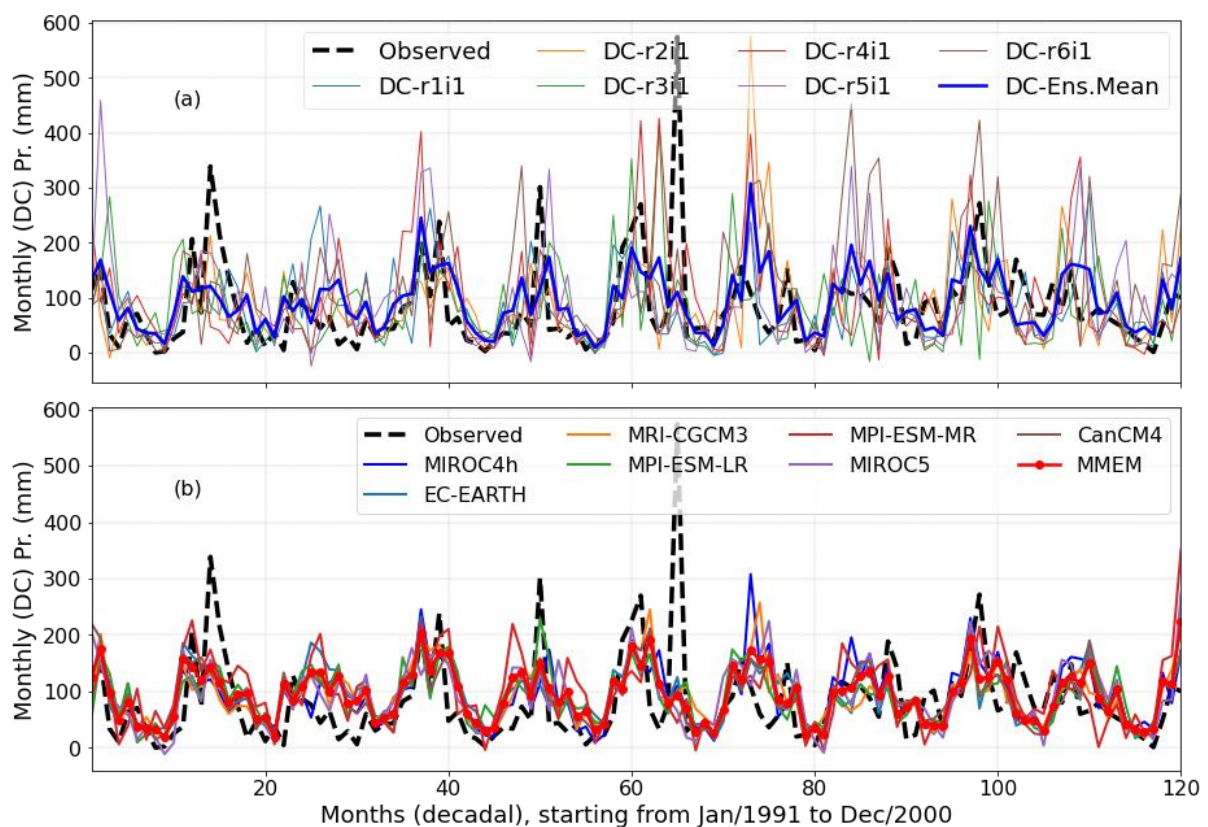 600
500
400
300
200
100
0
Monthly (DC) Pr. (mm)
(a)
Observed DC-r2i1 DC-r4i1 DC-r6i1
DC-r1i1 DC-r3i1 DC-r5i1 DC-Ens.Mean
600
500
400
300
200
100
0
Monthly (DC) Pr. (mm)
(b)
Observed MRI-CGCM3 MPI-ESM-MR CanCM4
MIROC4h MPI-ESM-LR MIROC5 MMEM
EC-EARTH
20 40 60 80 100 120
Months (decadal), starting from Jan/1991 to Dec/2000